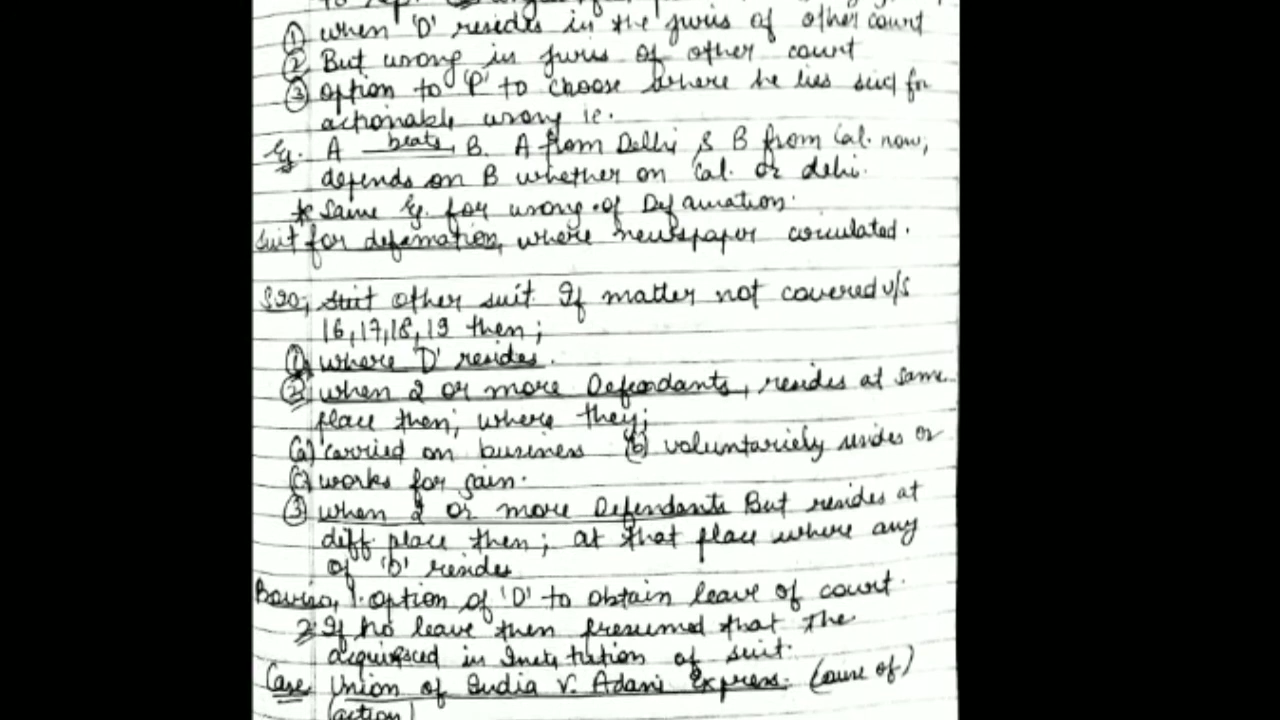 ① when 'D' resides in the juris of other court
② But wrong in juris of other court
③ option to 'P' to choose where he lies suit for
actionable wrong ie.
Eg. A beats B. A from Delhi & B from Cal. now,
depends on B whether on Cal. or delhi.
* Same Eg. for wrong of Defamation.
Suit for defamation, where newspaper circulated.
S20, other suit If matter not covered u/s
16,17,18,19 then;
① where 'D' resides.
② when 2 or more Defendants, resides at same
place then; where they;
(a) carried on business (b) voluntariely resides or
(c) works for gain.
③ when 2 or more Defendants But resides at
diff. place then; at that place where any
of 'D' resides
1. option of 'D' to obtain leave of court.
2 If no leave then presumed that the
acquisced in Institution of suit.
Case Union of India V. Adani Express. (cause of)
(action)